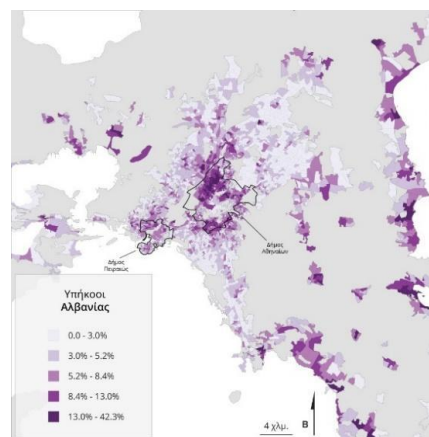 Δήμος
Αθηναίων
Δήμος
Πειραιώς
Υπήκοοι
Αλβανίας
0.0 - 3.0%
3.0% - 5.2%
5.2% - 8.4%
8.4% - 13.0%
13.0% - 42.3%
4 χλμ.
Β